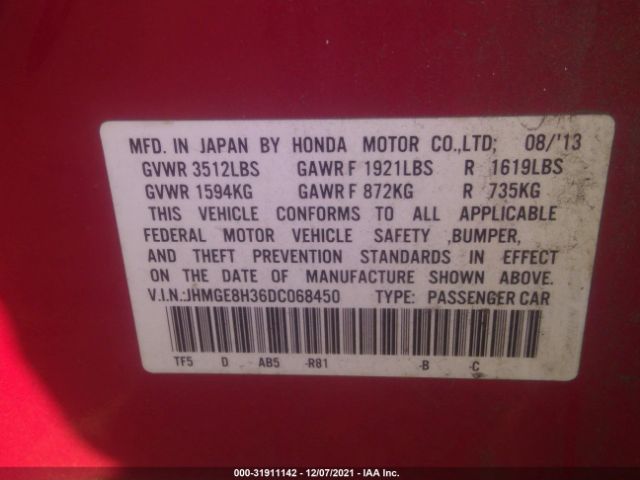 MFD. IN JAPAN BY HONDA MOTOR CO.,LTD; 08/'13
GVWR 3512LBS GAWR F 1921LBS R 1619LBS
GVWR 1594KG GAWR F 872KG R 735KG
THIS VEHICLE CONFORMS TO ALL APPLICABLE
FEDERAL MOTOR VEHICLE SAFETY ,BUMPER,
AND THEFT PREVENTION STANDARDS IN EFFECT
ON THE DATE OF MANUFACTURE SHOWN ABOVE.
V.I.N.:JHMGE8H36DC068450 TYPE: PASSENGER CAR
TF5 D AB5 -R81 -B -C
000-31911142 - 12/07/2021 - IAA Inc.